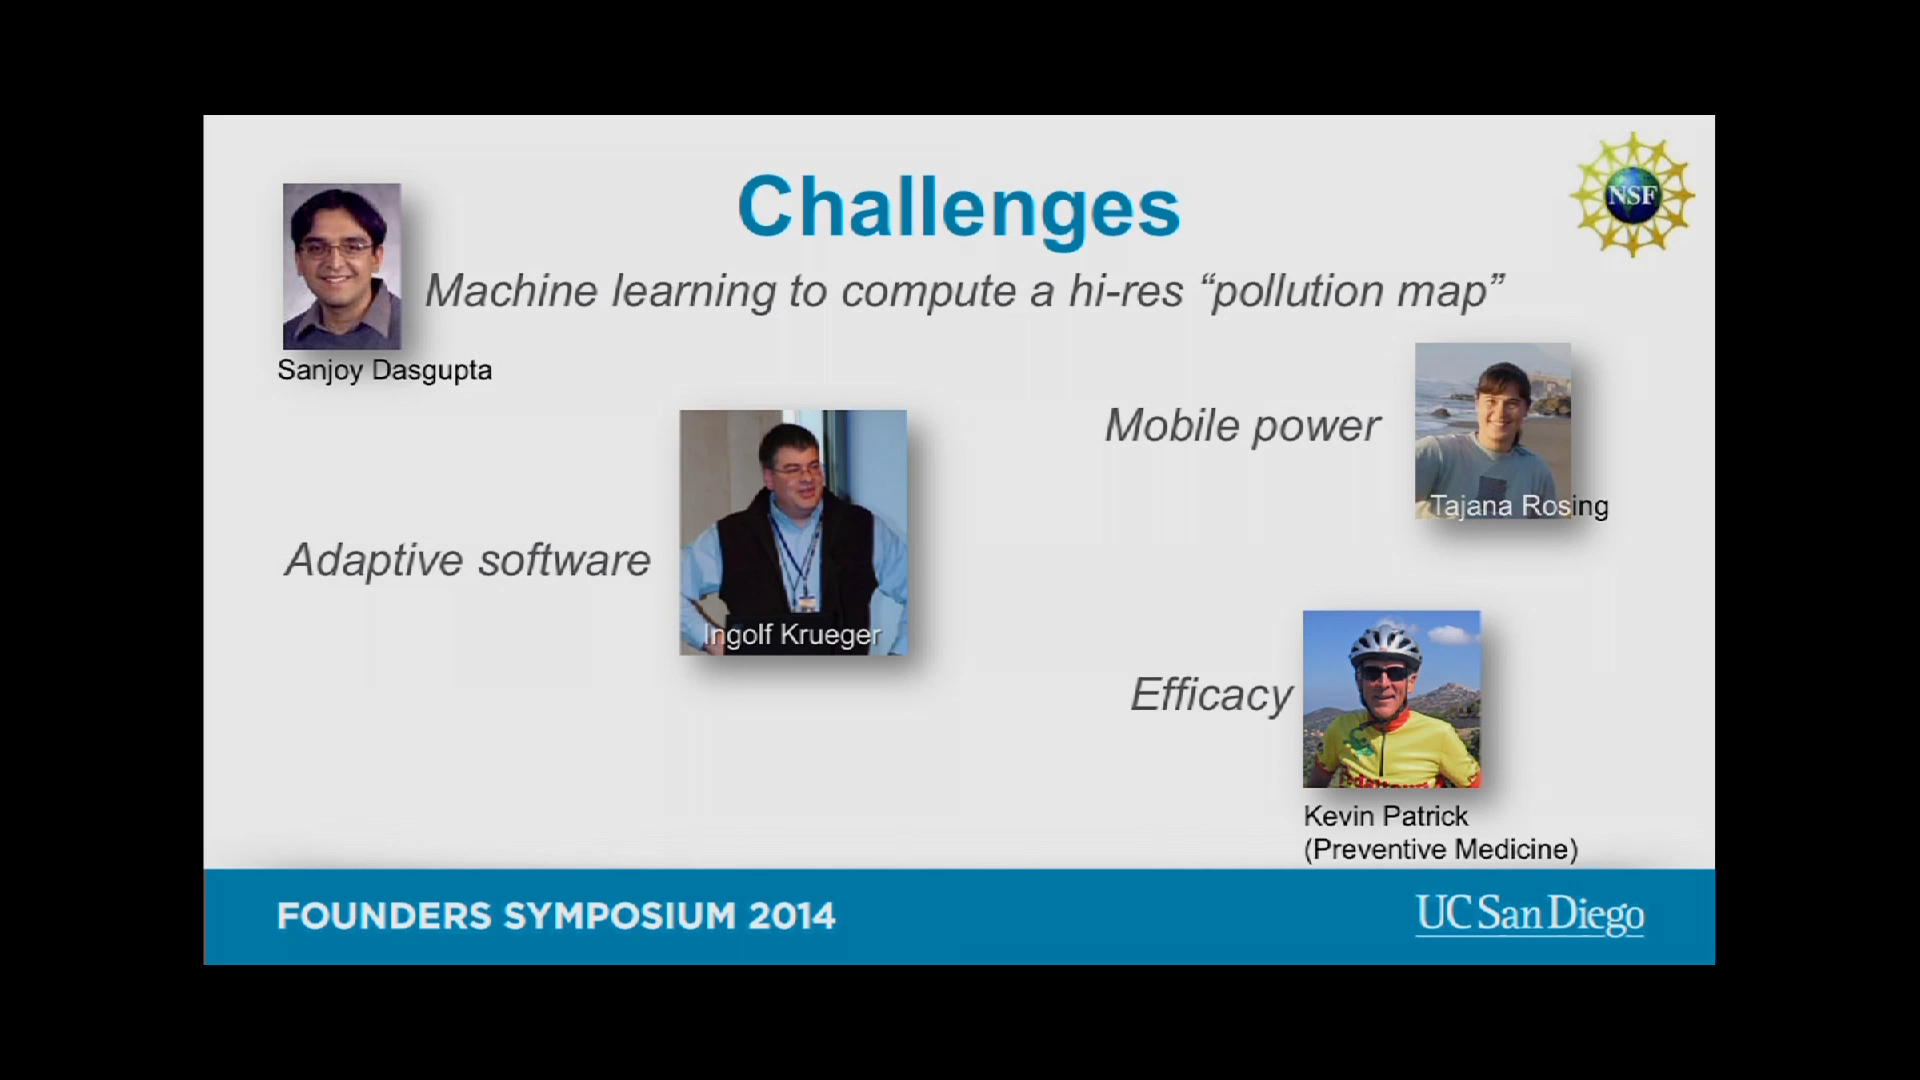 Challenges
NSF
Machine learning to compute a hi-res “pollution map”
Sanjoy Dasgupta
Mobile power
Tajana Rosing
Adaptive software
Ingolf Krueger
Efficacy
Kevin Patrick
(Preventive Medicine)
FOUNDERS SYMPOSIUM 2014
UC San Diego